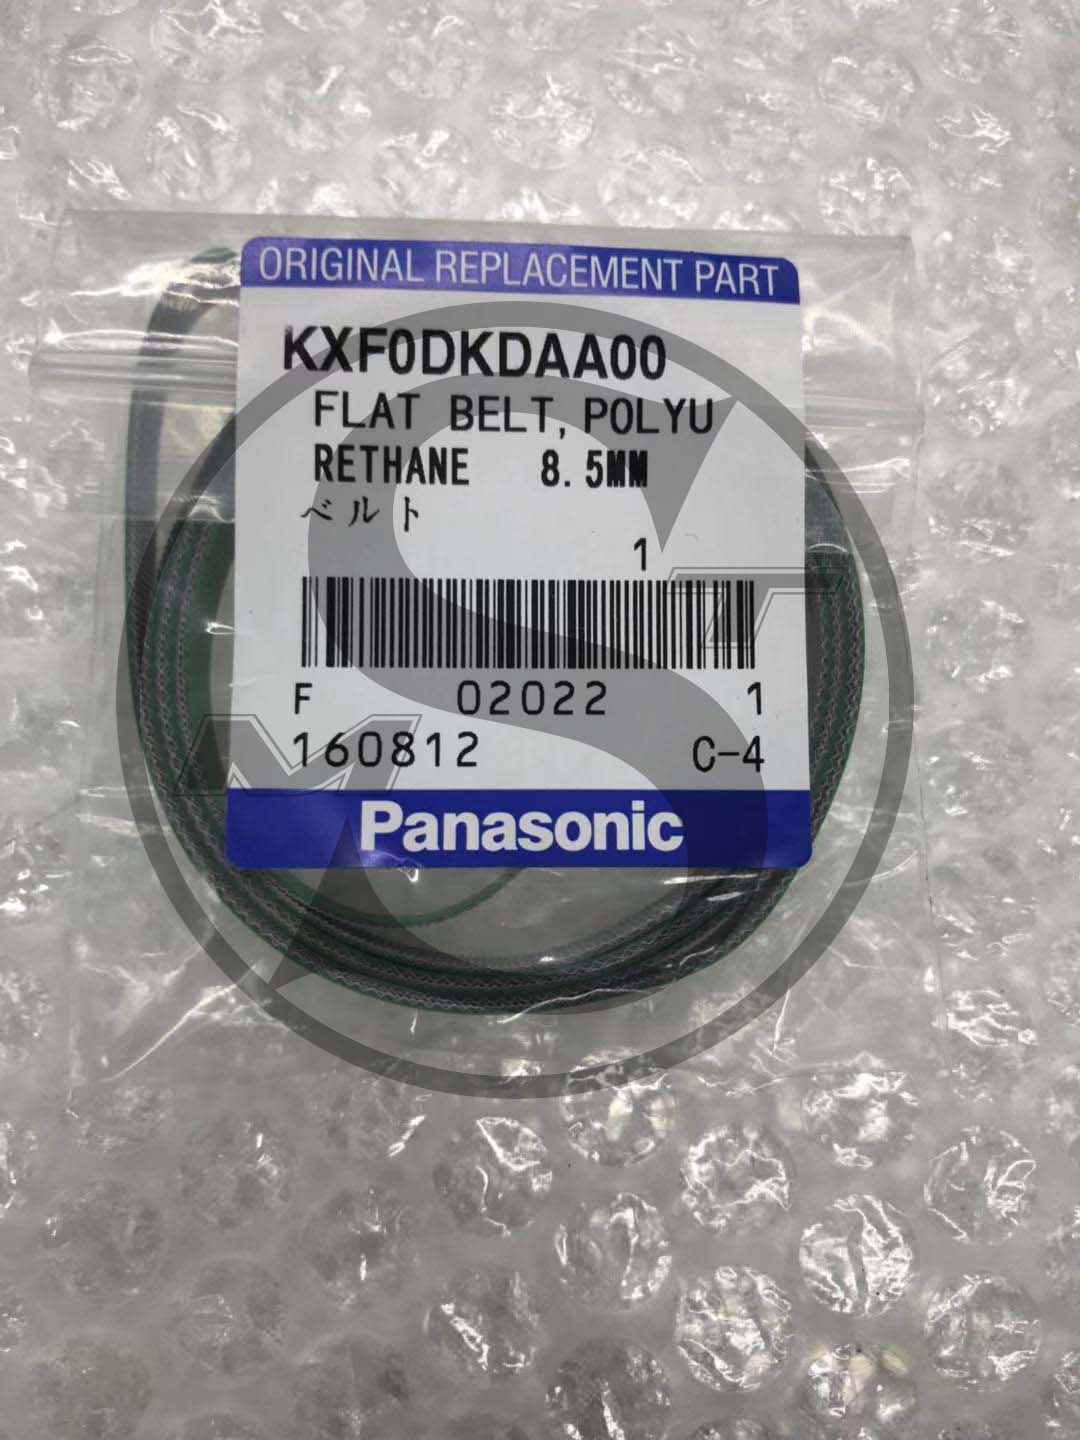 ORIGINAL REPLACEMENT PART
KXF0DKDAA00
FLAT BELT, POLYU
RETHANE 8.5MM
ベルト
1
F 02022 1
160812 C-4
Panasonic
S M T